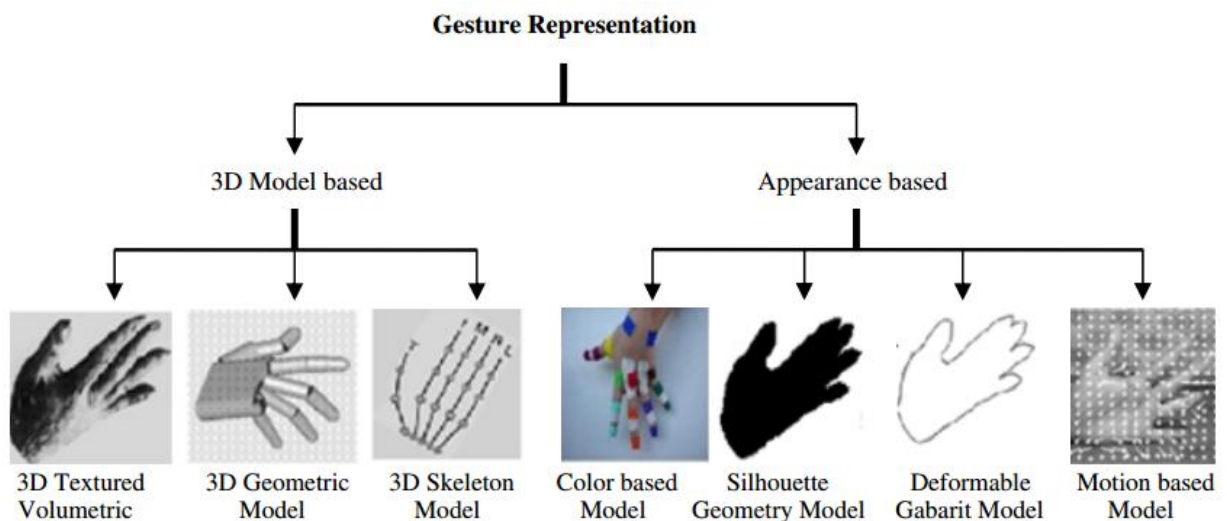 Gesture Representation
3D Model based
Appearance based
3D Textured
Volumetric
3D Geometric
Model
3D Skeleton
Model
Color based
Model
Silhouette
Geometry Model
Deformable
Gabarit Model
Motion based
Model
T
I
M
R
L